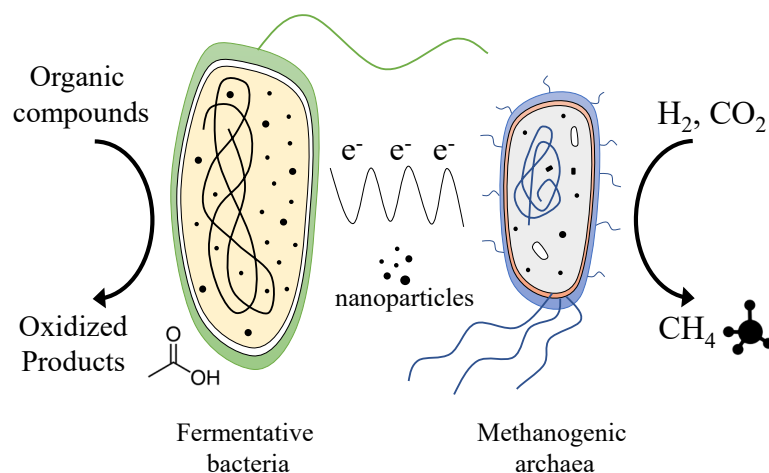 Organic
compounds
Oxidized
Products
O
OH
e⁻ e⁻ e⁻
nanoparticles
H₂, CO₂
CH₄
Fermentative
bacteria
Methanogenic
archaea